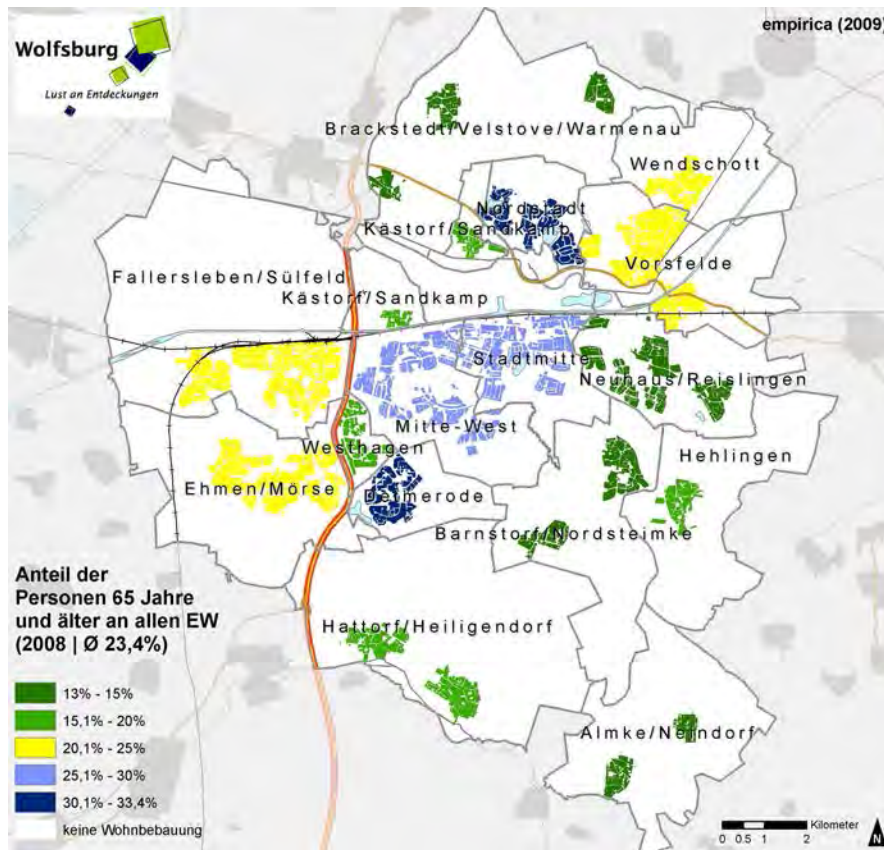 Wolfsburg
Lust an Entdeckungen
empirica (2009)
Brackstedt/Velstove/Warmenau
Wendschott
Nordstadt
Kästorf/Sandkamp
Vorsfelde
Fallersleben/Sülfeld
Kästorf/Sandkamp
Stadtmitte
Neuhaus/Reislingen
Mitte-West
Westhagen
Hehlingen
Ehmen/Mörse
Detmerode
Barnstorf/Nordsteimke
Hattorf/Heiligendorf
Almke/Neindorf
Anteil der
Personen 65 Jahre
und älter an allen EW
(2008 | Ø 23,4%)
13% - 15%
15,1% - 20%
20,1% - 25%
25,1% - 30%
30,1% - 33,4%
keine Wohnbebauung
Kilometer
0 0.5 1 2
N